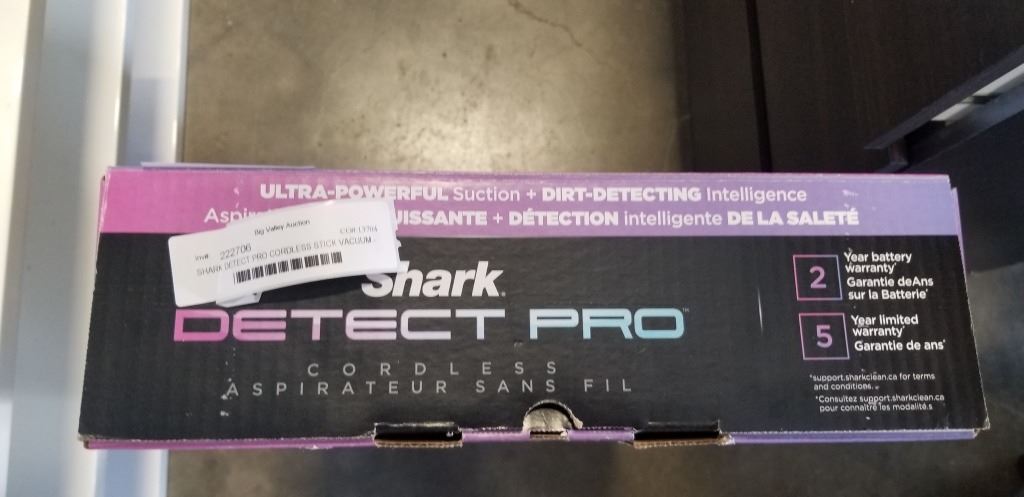 ULTRA-POWERFUL Suction + DIRT-DETECTING Intelligence
UISSANTE + DÉTECTION intelligente DE LA SALETÉ
Big Valley Auction
inv#: 222706
SHARK DETECT PRO CORDLESS STICK VACUUM -
Shark
DETECT PRO™
CORDLESS
ASPIRATEUR SANS FIL
2
Year battery
warranty*
Garantie deAns
sur la Batterie*
5
Year limited
warranty*
Garantie de ans*
*support.sharkclean.ca for terms
and conditions.
*Consultez support.sharkclean.ca
pour connaître les modalités